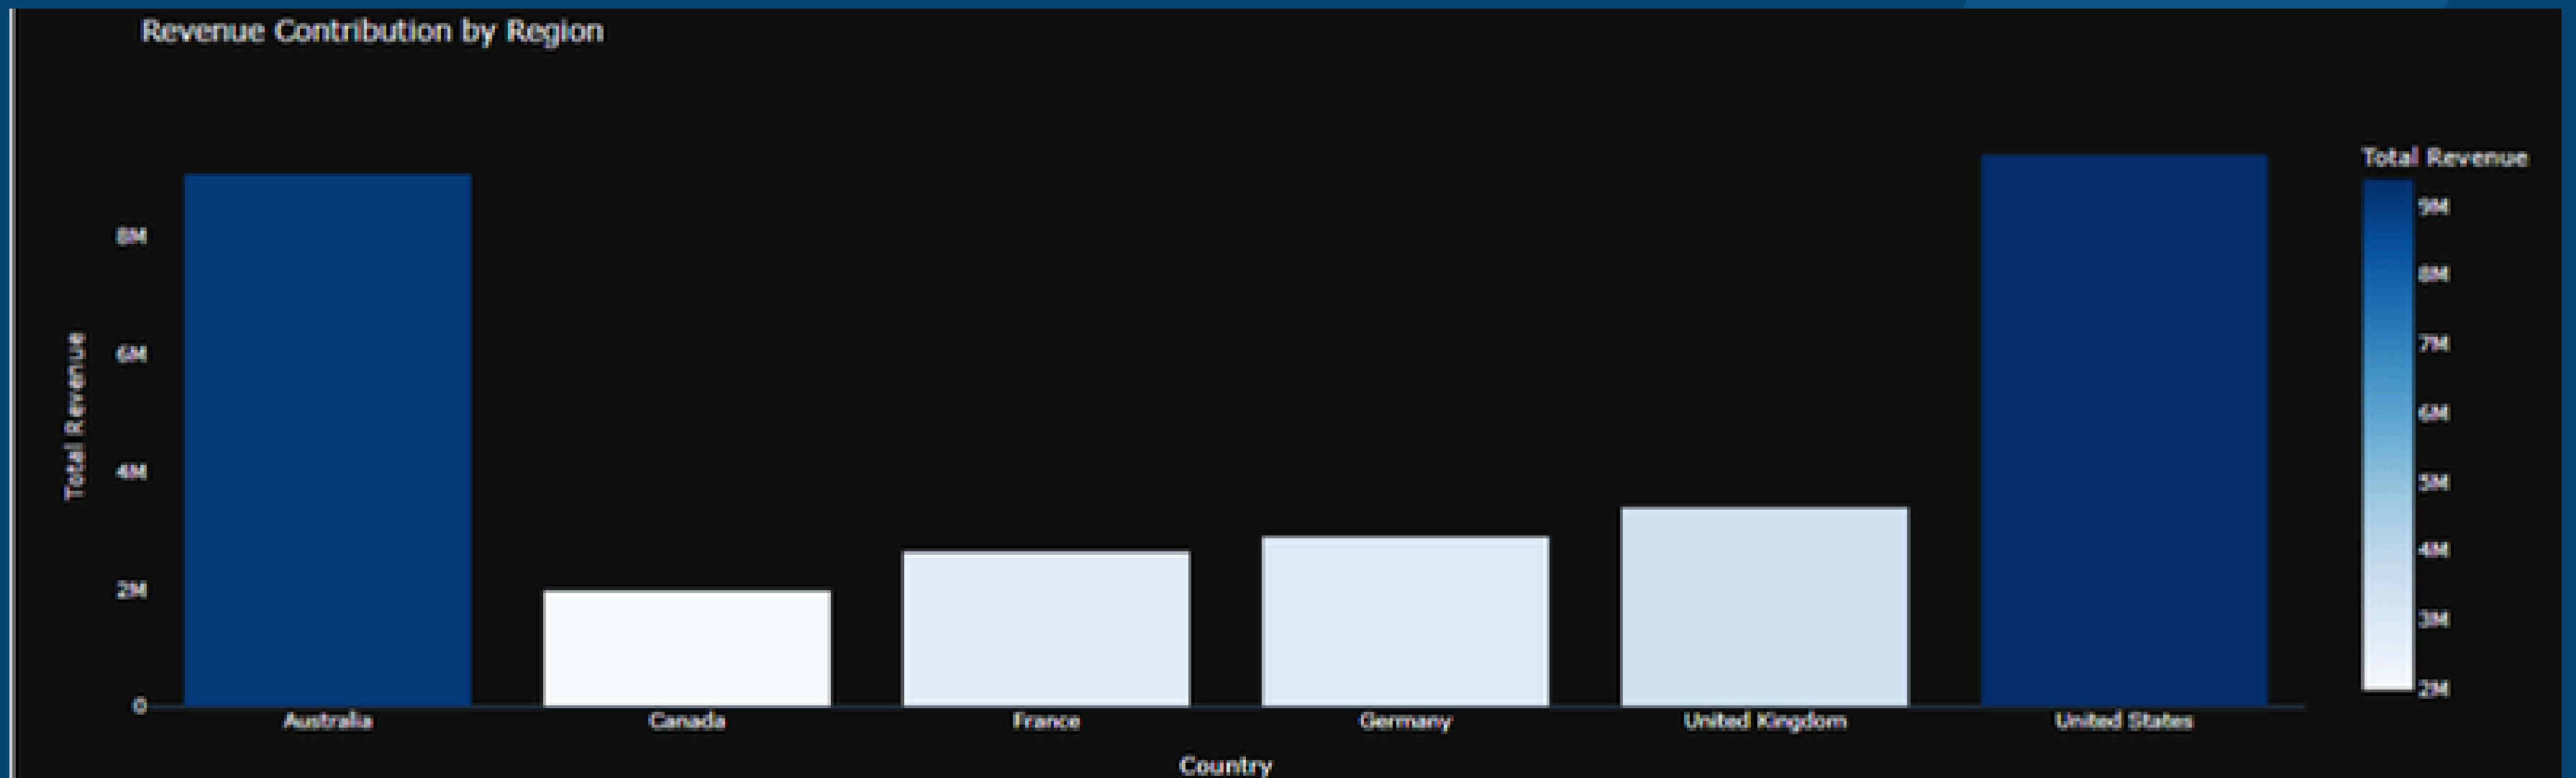 Revenue Contribution by Region
Total Revenue
8M
6M
4M
2M
0
Australia
Canada
France
Germany
United Kingdom
United States
Country
Total Revenue
9M
8M
7M
6M
5M
4M
3M
2M